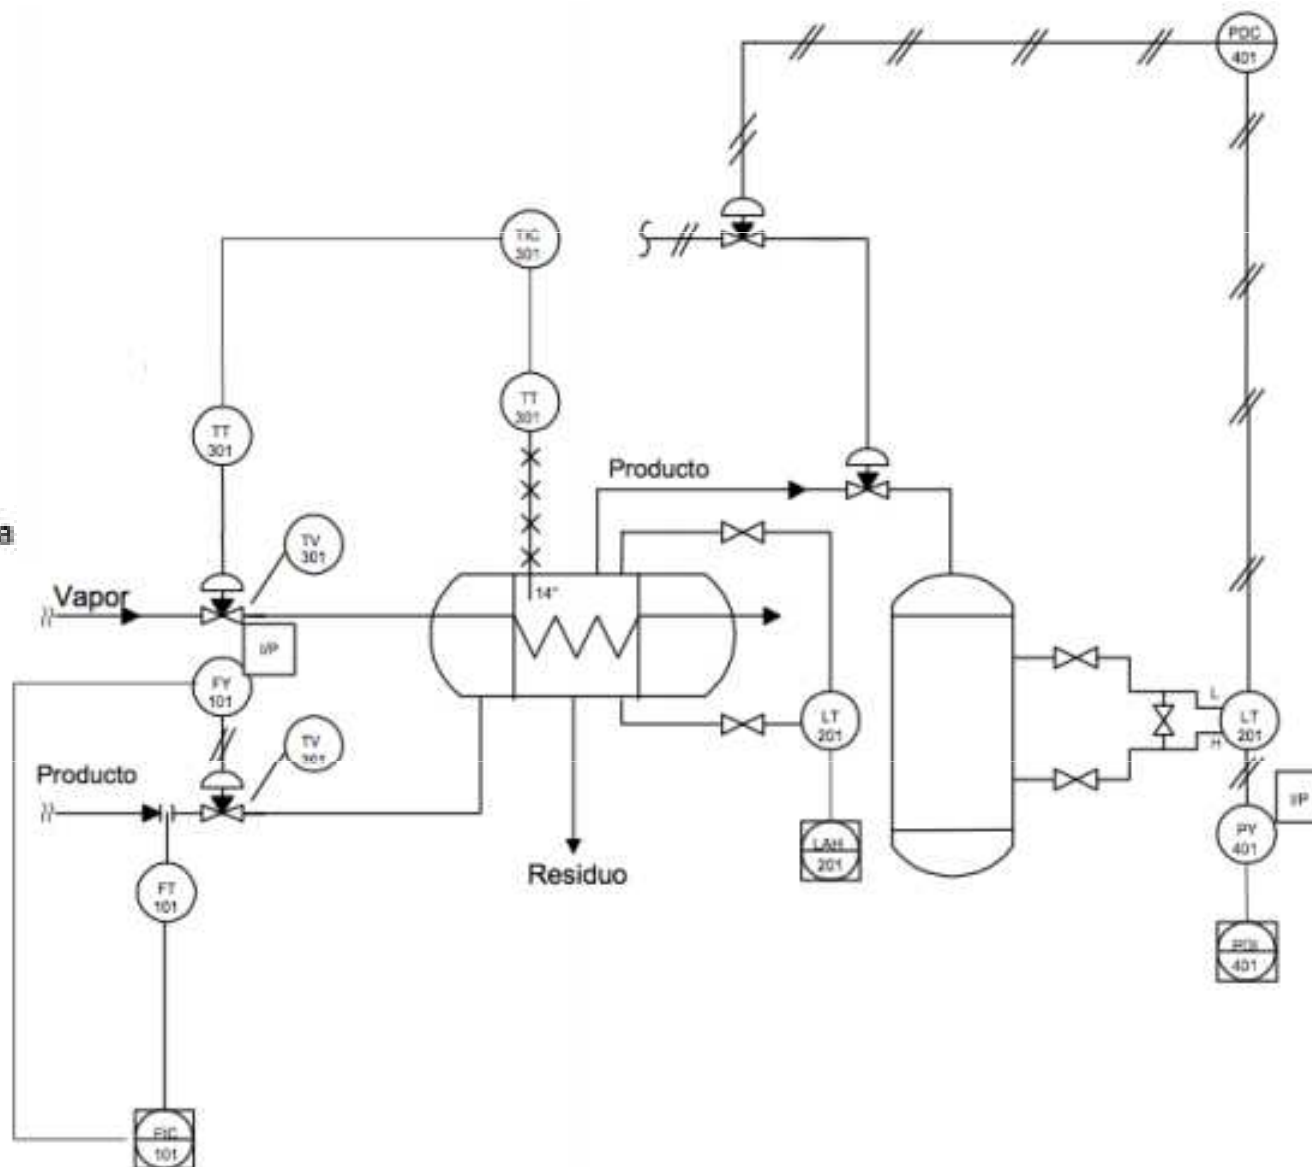 PDC
401
TIC
301
TT
301
TT
301
Producto
TV
301
14"
Vapor
I/P
FY
101
L
LT
201
LT
201
H
TV
301
Producto
I/P
PY
401
LAH
201
Residuo
FT
101
PDI
401
FIC
101